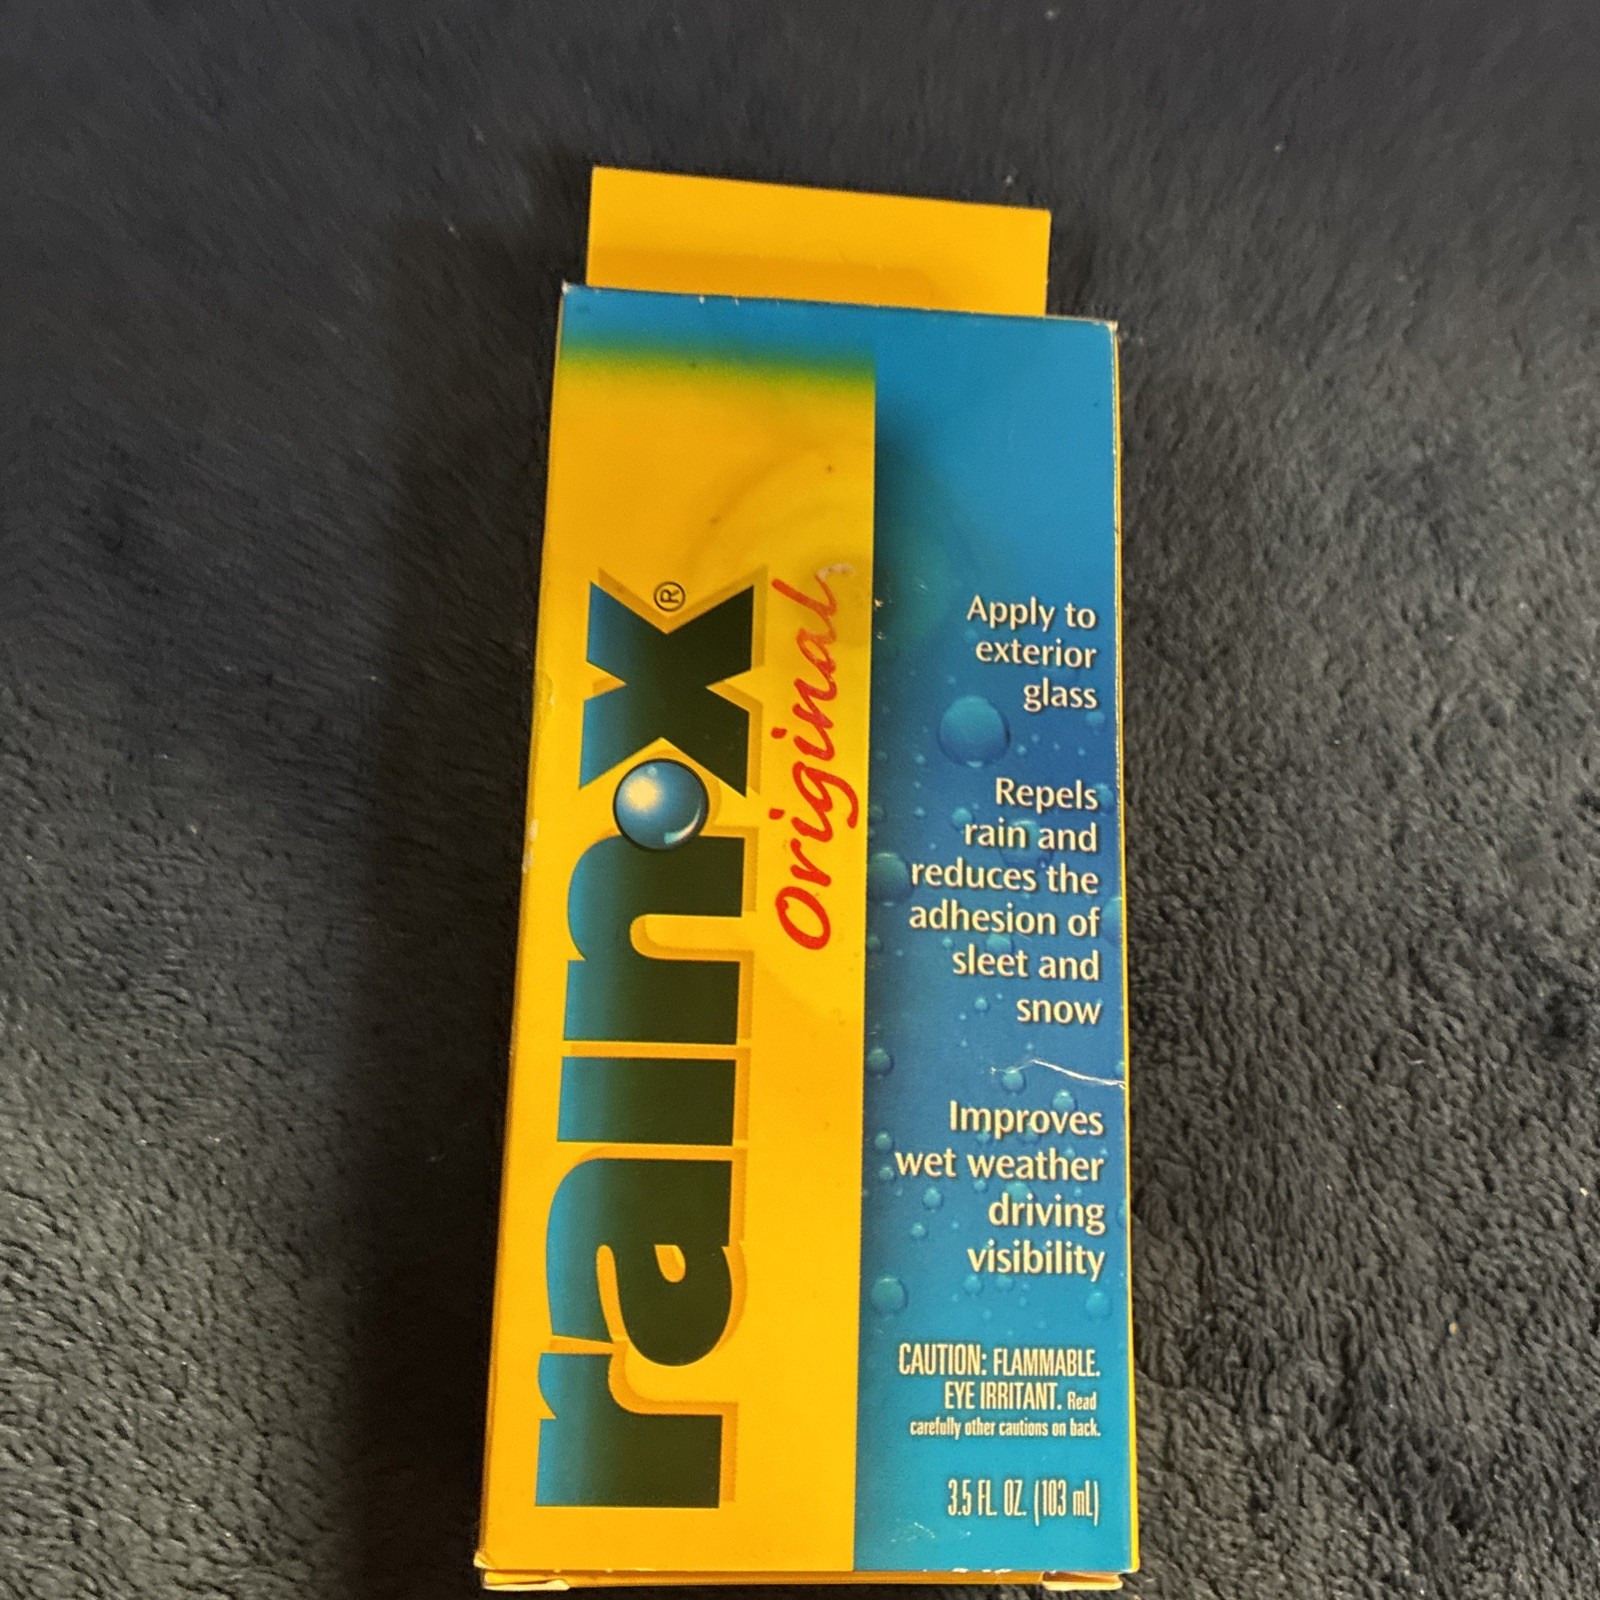 rain·x®
Original
Apply to
exterior
glass
Repels
rain and
reduces the
adhesion of
sleet and
snow
Improves
wet weather
driving
visibility
CAUTION: FLAMMABLE.
EYE IRRITANT. Read
carefully other cautions on back.
3.5 FL. OZ. (103 mL)